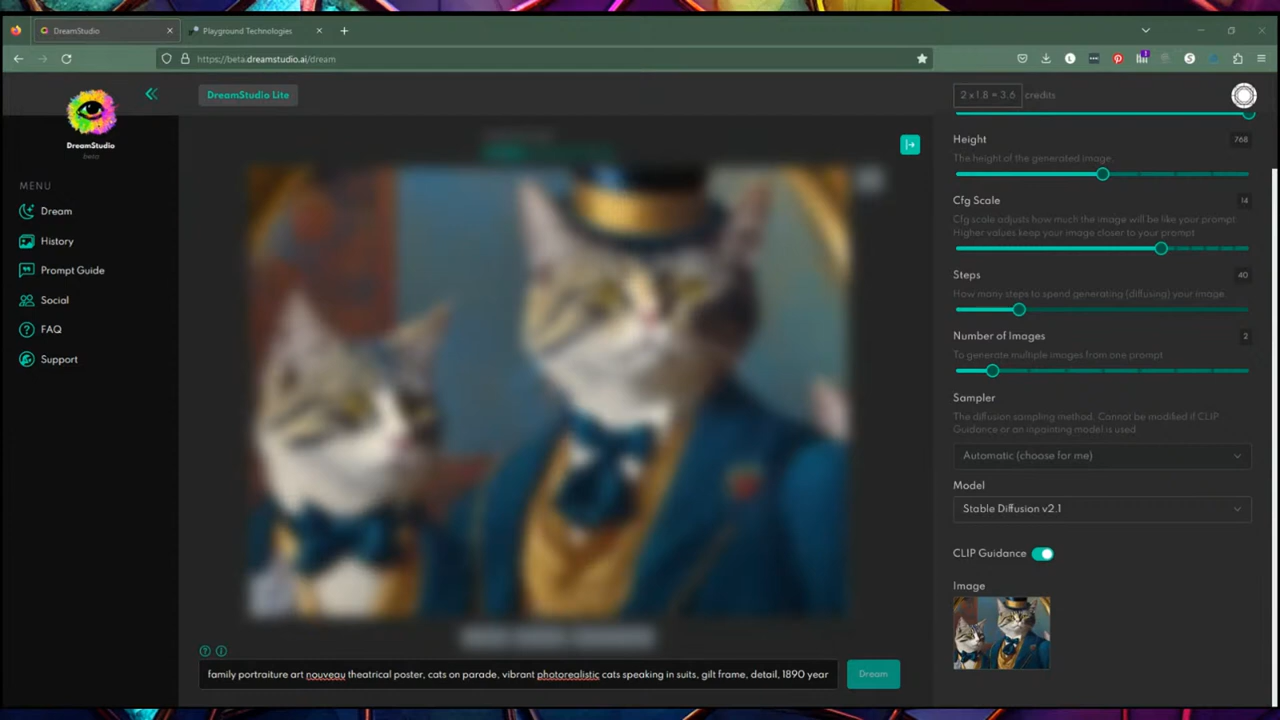 DreamStudio
Playground Technologies
https://beta.dreamstudio.ai/dream
DreamStudio
beta
MENU
Dream
History
Prompt Guide
Social
FAQ
Support
DreamStudio Lite
2 x 1.8 = 3.6 credits
Height 768
The height of the generated image.
Cfg Scale 14
Cfg scale adjusts how much the image will be like your prompt.
Higher values keep your image closer to your prompt
Steps 40
How many steps to spend generating (diffusing) your image.
Number of Images 2
To generate multiple images from one prompt
Sampler
The diffusion sampling method. Cannot be modified if CLIP
Guidance or an inpainting model is used
Automatic (choose for me)
Model
Stable Diffusion v2.1
CLIP Guidance
Image
family portraiture art nouveau theatrical poster, cats on parade, vibrant photorealistic cats speaking in suits, gilt frame, detail, 1890 year
Dream